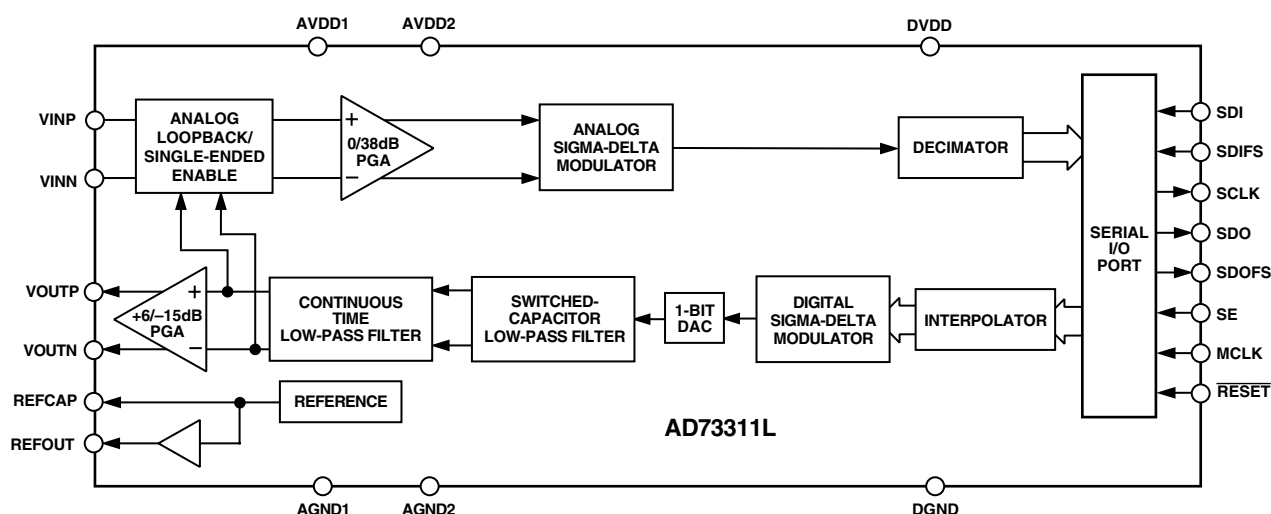 AVDD1
AVDD2
DVDD
VINP
VINN
ANALOG
LOOPBACK/
SINGLE-ENDED
ENABLE
+
0/38dB
PGA
−
ANALOG
SIGMA-DELTA
MODULATOR
DECIMATOR
SERIAL
I/O
PORT
SDI
SDIFS
SCLK
SDO
SDOFS
SE
MCLK
RESET
VOUTP
VOUTN
+
+6/–15dB
PGA
−
CONTINUOUS
TIME
LOW-PASS FILTER
SWITCHED-
CAPACITOR
LOW-PASS FILTER
1-BIT
DAC
DIGITAL
SIGMA-DELTA
MODULATOR
INTERPOLATOR
REFCAP
REFOUT
REFERENCE
AD73311L
AGND1
AGND2
DGND